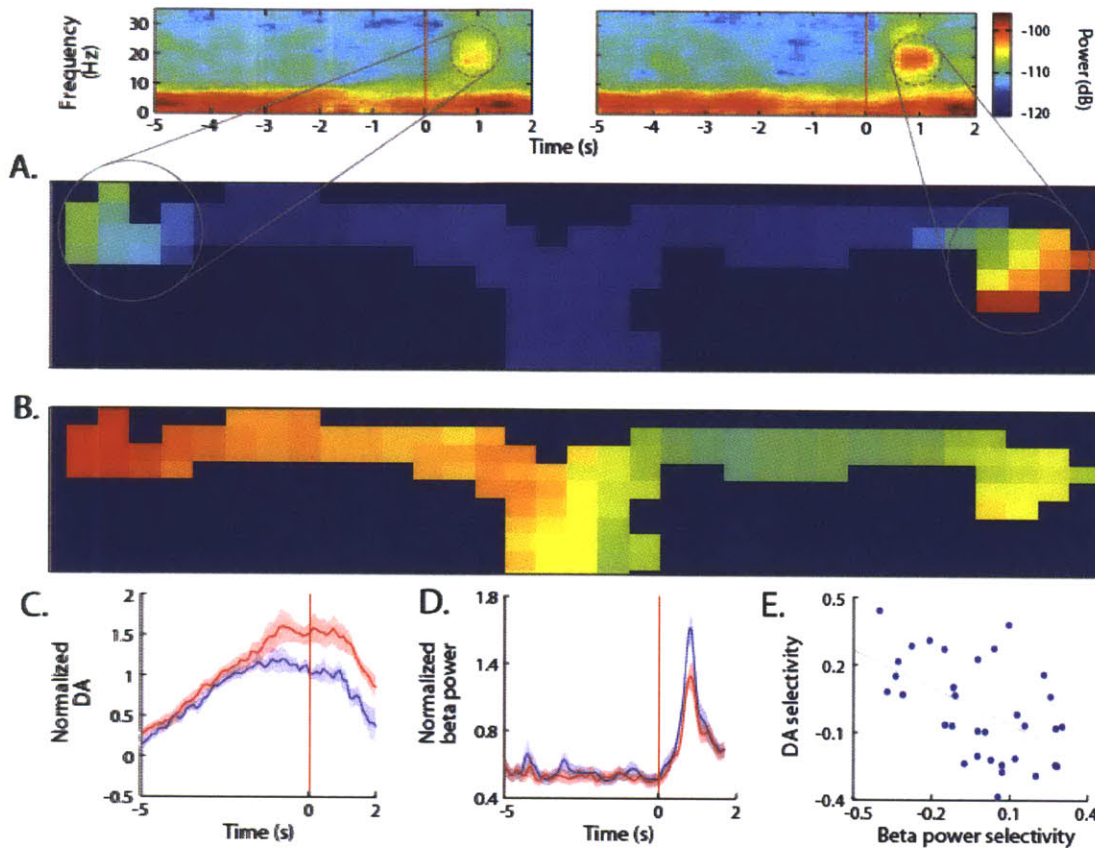 Frequency
(Hz)
30
20
10
0
-5 -4 -3 -2 -1 0 1 2
-5 -4 -3 -2 -1 0 1 2
Time (s)
-100
-110
-120
Power (dB)
A.
B.
C.
Normalized
DA
2
1.5
1
0.5
0
-0.5
-5 0 2
Time (s)
D.
Normalized
beta power
1.8
1.4
0.8
0.4
-5 0 2
Time (s)
E.
DA selectivity
0.5
0.2
-0.1
-0.4
-0.5 -0.2 0.1 0.4
Beta power selectivity